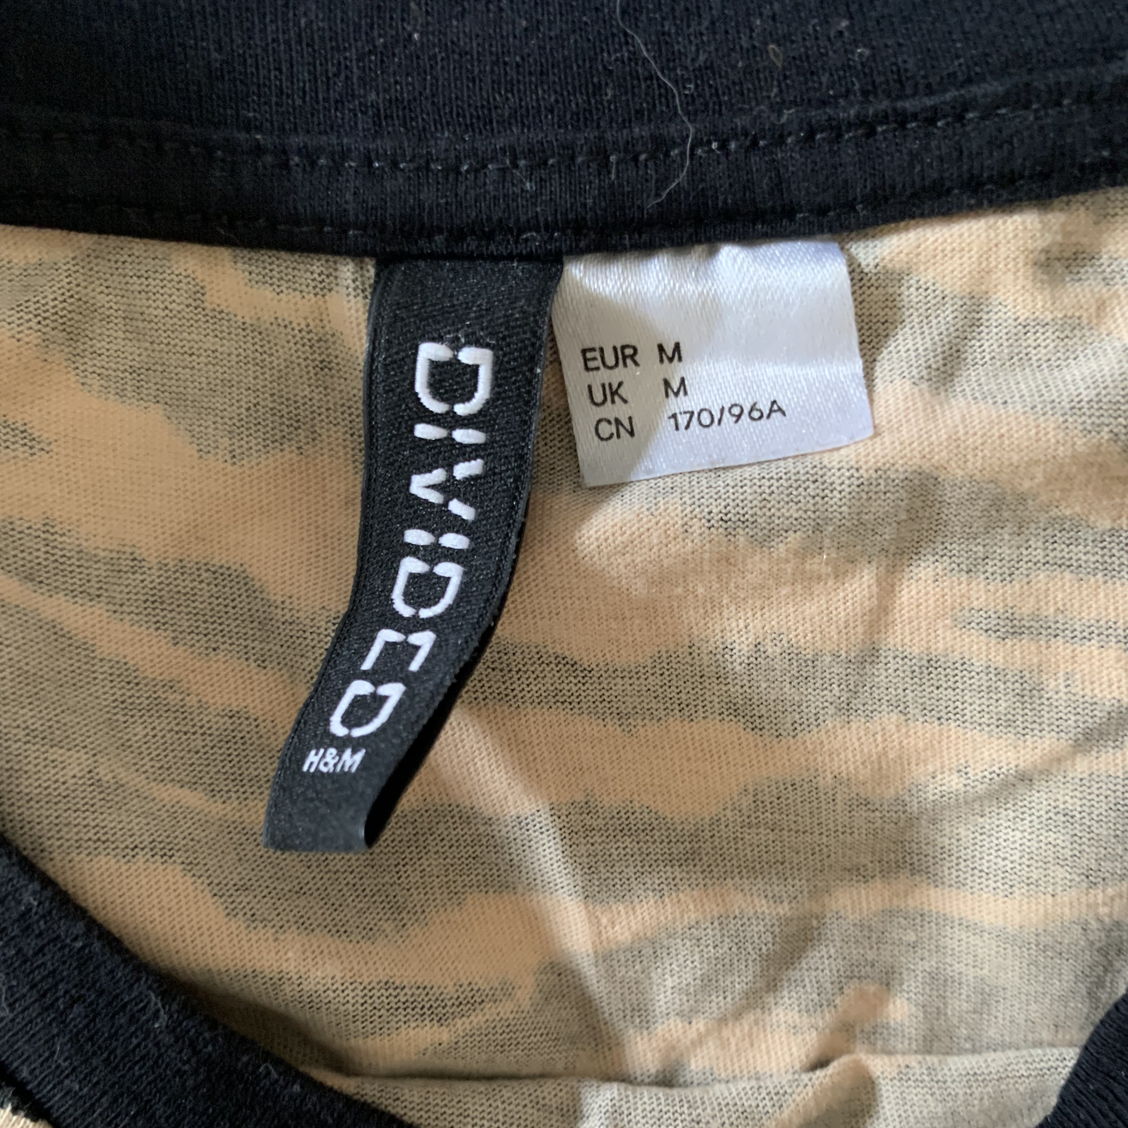 DIVIDED
H&M
EUR M
UK M
CN 170/96A